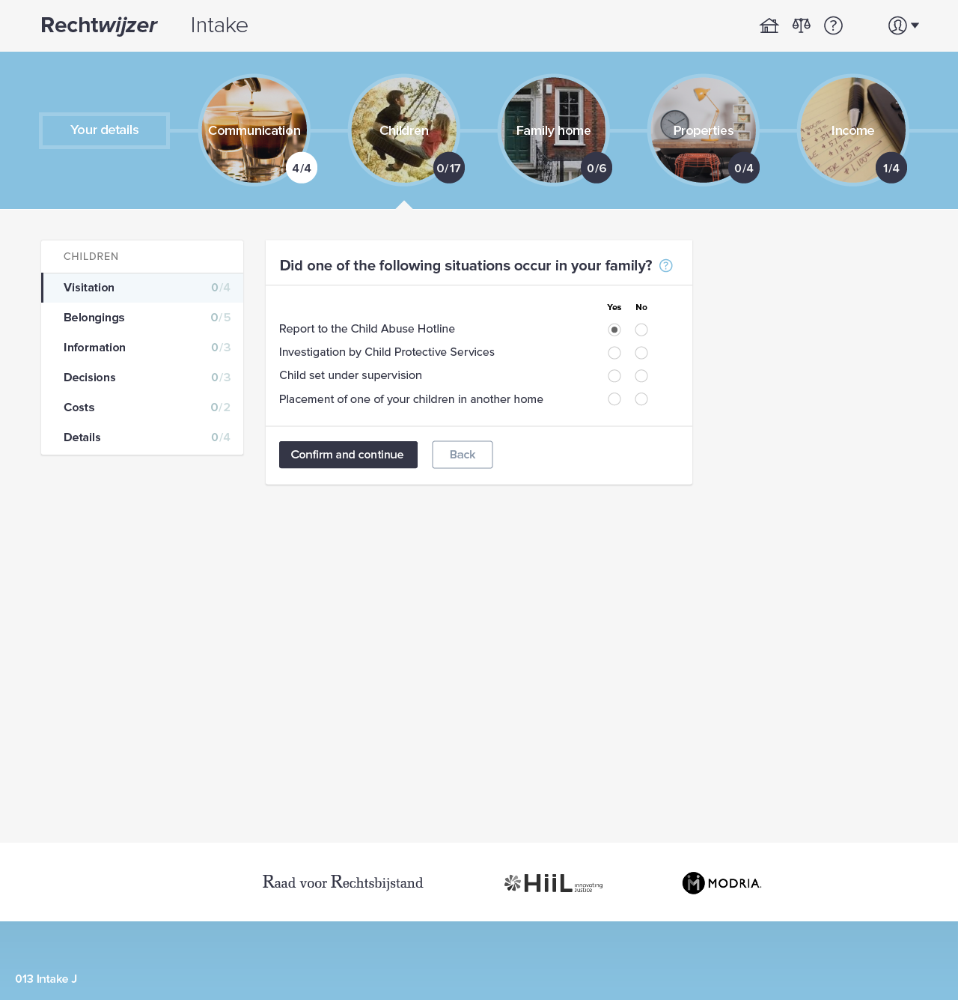 Rechtwijzer Intake
Your details
Communication
4/4
Children
0/17
Family home
0/6
Properties
0/4
Income
1/4
CHILDREN
Visitation 0/4
Belongings 0/5
Information 0/3
Decisions 0/3
Costs 0/2
Details 0/4
Did one of the following situations occur in your family? ?
Yes No
Report to the Child Abuse Hotline
Investigation by Child Protective Services
Child set under supervision
Placement of one of your children in another home
Confirm and continue Back
Raad voor Rechtsbijstand
HiiL innovating justice
MODRIA.
013 Intake J